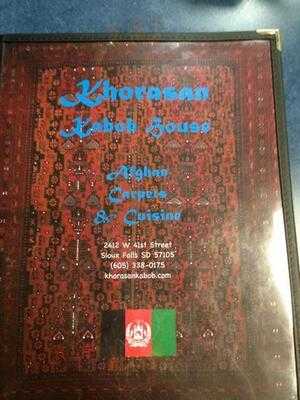 Khorasan
Kabob House
Afghan
Carpets
& Cuisine
2412 W 41st Street
Sioux Falls SD 57105
(605) 338-0175
khorasankabob.com